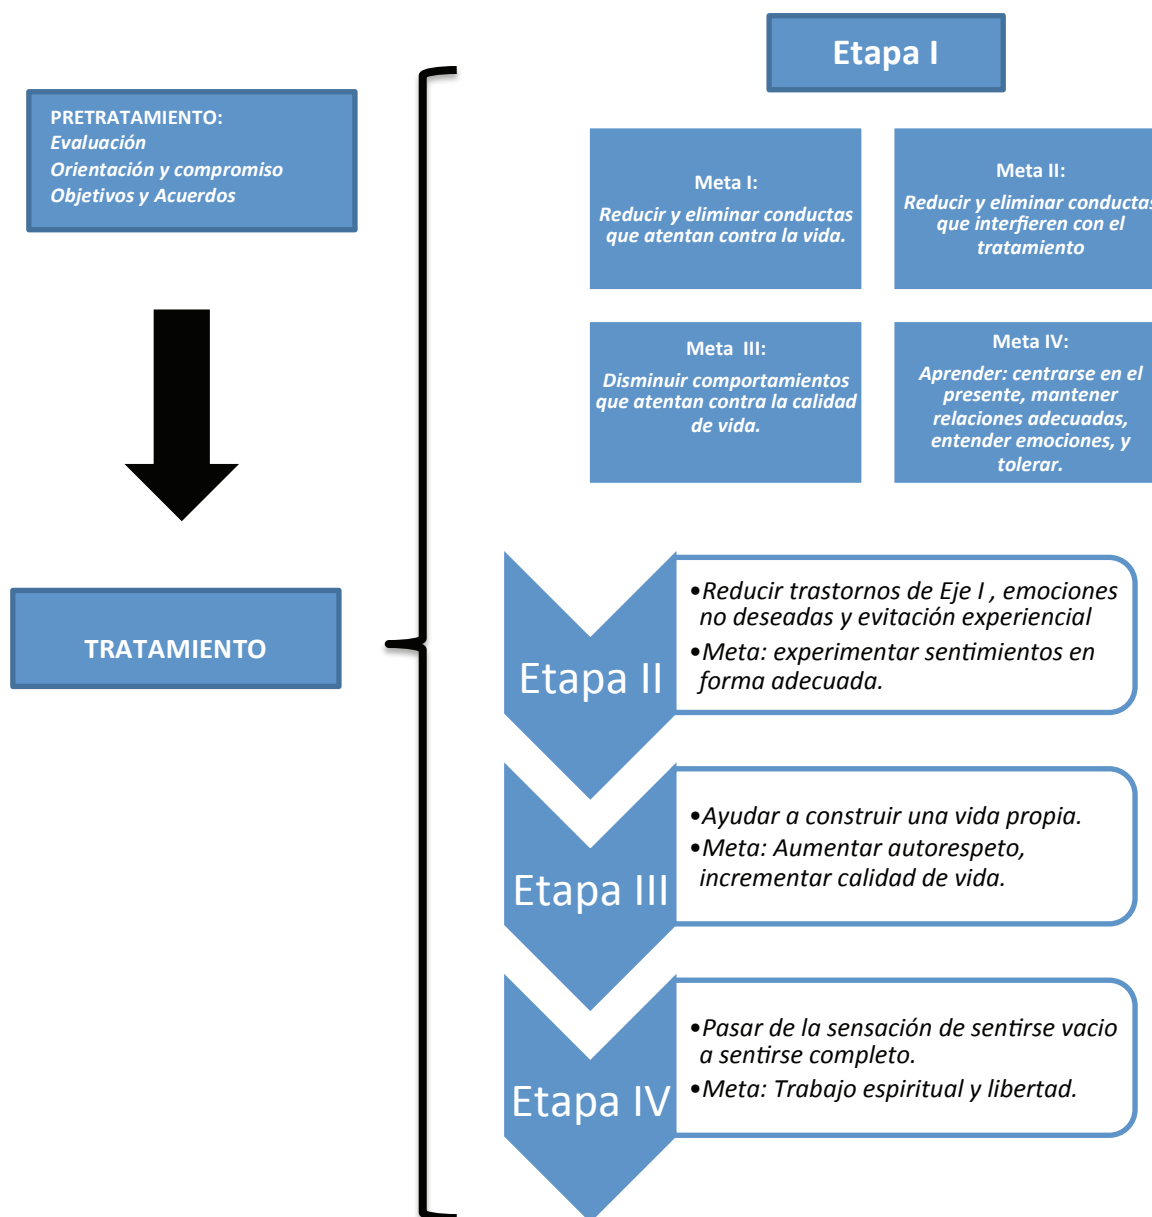 PRETRATAMIENTO:
Evaluación
Orientación y compromiso
Objetivos y Acuerdos
TRATAMIENTO
Etapa I
Meta I:
Reducir y eliminar conductas
que atentan contra la vida.
Meta II:
Reducir y eliminar conductas
que interfieren con el
tratamiento
Meta III:
Disminuir comportamientos
que atentan contra la calidad
de vida.
Meta IV:
Aprender: centrarse en el
presente, mantener
relaciones adecuadas,
entender emociones, y
tolerar.
Etapa II
•Reducir trastornos de Eje I , emociones
no deseadas y evitación experiencial
•Meta: experimentar sentimientos en
forma adecuada.
Etapa III
•Ayudar a construir una vida propia.
•Meta: Aumentar autorespeto,
incrementar calidad de vida.
Etapa IV
•Pasar de la sensación de sentirse vacio
a sentirse completo.
•Meta: Trabajo espiritual y libertad.